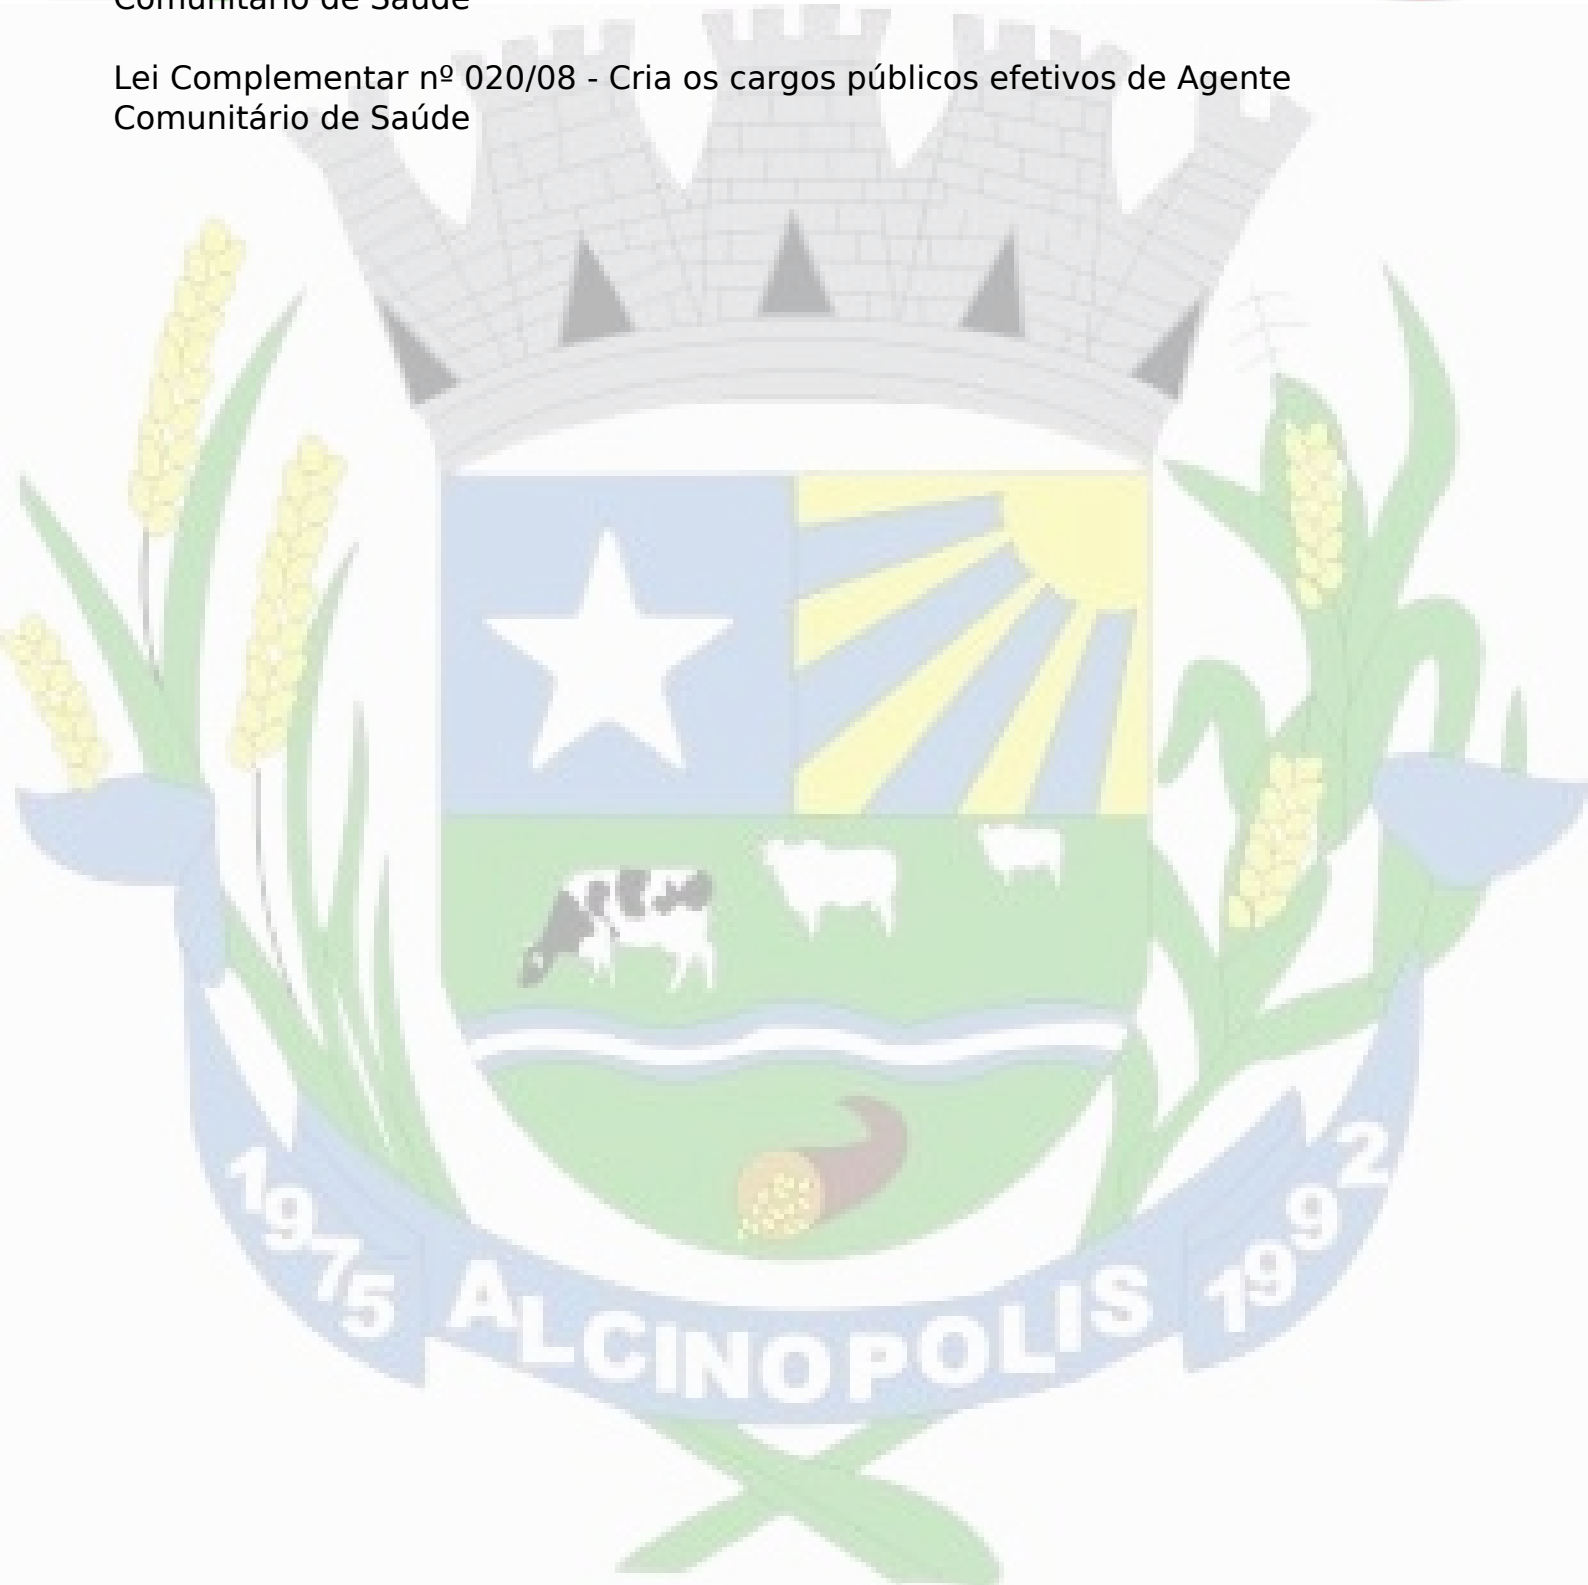 Comunitário de Saúde
Lei Complementar nº 020/08 - Cria os cargos públicos efetivos de Agente
Comunitário de Saúde
1975 ALCINOPOLIS 1992